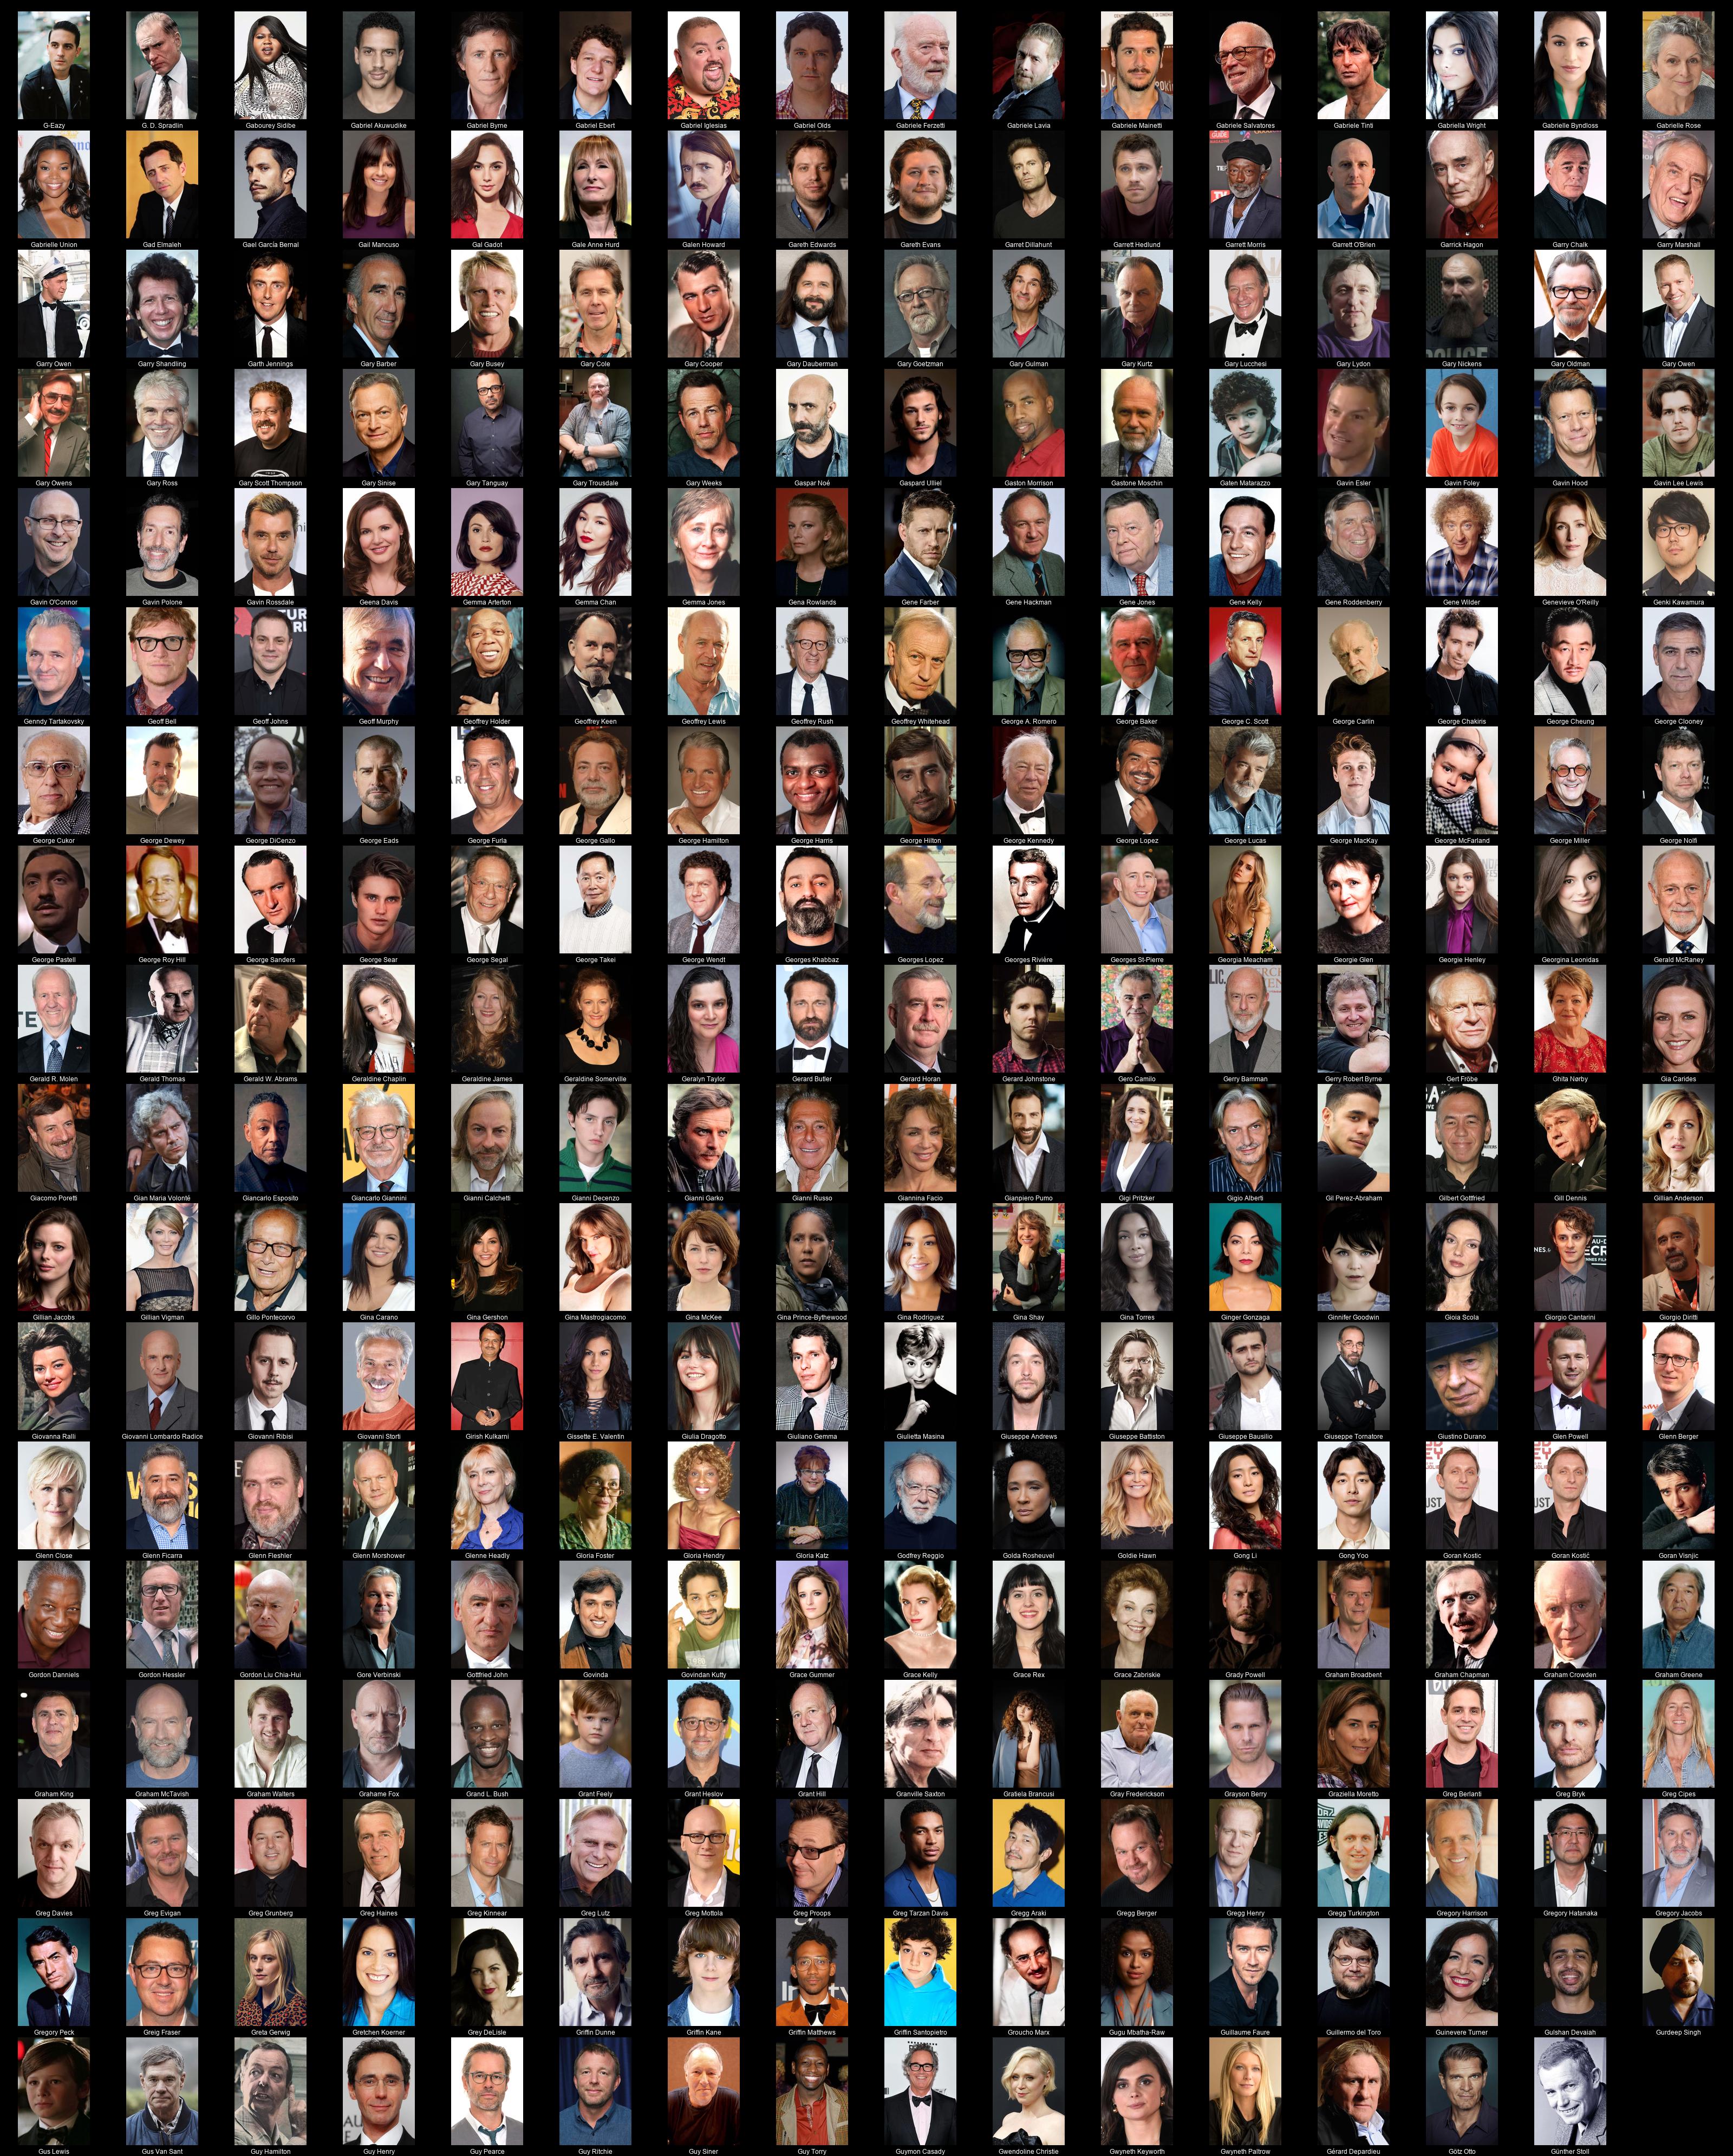 G-Eazy
G. D. Spradlin
Gabourey Sidibe
Gabriel Akuwudike
Gabriel Byrne
Gabriel Ebert
Gabriel Iglesias
Gabriel Olds
Gabriele Ferzetti
Gabriele Lavia
Gabriele Mainetti
Gabriele Salvatores
Gabriele Tinti
Gabriella Wright
Gabrielle Byndloss
Gabrielle Rose
Gabrielle Union
Gad Elmaleh
Gael García Bernal
Gail Mancuso
Gal Gadot
Gale Anne Hurd
Galen Howard
Gareth Edwards
Gareth Evans
Garret Dillahunt
Garrett Hedlund
Garrett Morris
Garrett O'Brien
Garrick Hagon
Garry Chalk
Garry Marshall
Garry Owen
Garry Shandling
Garth Jennings
Gary Barber
Gary Busey
Gary Cole
Gary Cooper
Gary Dauberman
Gary Goetzman
Gary Gulman
Gary Kurtz
Gary Lucchesi
Gary Lydon
Gary Nickens
Gary Oldman
Gary Owen
Gary Owens
Gary Ross
Gary Scott Thompson
Gary Sinise
Gary Tanguay
Gary Trousdale
Gary Weeks
Gaspar Noé
Gaspard Ulliel
Gaston Morrison
Gastone Moschin
Gaten Matarazzo
Gavin Esler
Gavin Foley
Gavin Hood
Gavin Lee Lewis
Gavin O'Connor
Gavin Polone
Gavin Rossdale
Geena Davis
Gemma Arterton
Gemma Chan
Gemma Jones
Gena Rowlands
Gene Farber
Gene Hackman
Gene Jones
Gene Kelly
Gene Roddenberry
Gene Wilder
Genevieve O'Reilly
Genki Kawamura
Genndy Tartakovsky
Geoff Bell
Geoff Johns
Geoff Murphy
Geoffrey Holder
Geoffrey Keen
Geoffrey Lewis
Geoffrey Rush
Geoffrey Whitehead
George A. Romero
George Baker
George C. Scott
George Carlin
George Chakiris
George Cheung
George Clooney
George Cukor
George Dewey
George DiCenzo
George Eads
George Furla
George Gallo
George Hamilton
George Harris
George Hilton
George Kennedy
George Lopez
George Lucas
George MacKay
George McFarland
George Miller
George Nolfi
George Pastell
George Roy Hill
George Sanders
George Sear
George Segal
George Takei
George Wendt
Georges Khabbaz
Georges Lopez
Georges Rivière
Georges St-Pierre
Georgia Meacham
Georgie Glen
Georgie Henley
Georgina Leonidas
Gerald McRaney
Gerald R. Molen
Gerald Thomas
Gerald W. Abrams
Geraldine Chaplin
Geraldine James
Geraldine Somerville
Geralyn Taylor
Gerard Butler
Gerard Horan
Gerard Johnstone
Gero Camilo
Gerry Bamman
Gerry Robert Byrne
Gert Fröbe
Ghita Nørby
Gia Carides
Giacomo Poretti
Gian Maria Volonté
Giancarlo Esposito
Giancarlo Giannini
Gianni Calchetti
Gianni Decenzo
Gianni Garko
Gianni Russo
Giannina Facio
Gianpiero Pumo
Gigi Pritzker
Gigio Alberti
Gil Perez-Abraham
Gilbert Gottfried
Gill Dennis
Gillian Anderson
Gillian Jacobs
Gillian Vigman
Gillo Pontecorvo
Gina Carano
Gina Gershon
Gina Mastrogiacomo
Gina McKee
Gina Prince-Bythewood
Gina Rodriguez
Gina Shay
Gina Torres
Ginger Gonzaga
Ginnifer Goodwin
Gioia Scola
Giorgio Cantarini
Giorgio Diritti
Giovanna Ralli
Giovanni Lombardo Radice
Giovanni Ribisi
Giovanni Storti
Girish Kulkarni
Gissette E. Valentin
Giulia Dragotto
Giuliano Gemma
Giulietta Masina
Giuseppe Andrews
Giuseppe Battiston
Giuseppe Bausilio
Giuseppe Tornatore
Giustino Durano
Glen Powell
Glenn Berger
Glenn Close
Glenn Ficarra
Glenn Fleshler
Glenn Morshower
Glenne Headly
Gloria Foster
Gloria Hendry
Gloria Katz
Godfrey Reggio
Golda Rosheuvel
Goldie Hawn
Gong Li
Gong Yoo
Goran Kostic
Goran Kostić
Goran Visnjic
Gordon Danniels
Gordon Hessler
Gordon Liu Chia-Hui
Gore Verbinski
Gottfried John
Govinda
Govindan Kutty
Grace Gummer
Grace Kelly
Grace Rex
Grace Zabriskie
Grady Powell
Graham Broadbent
Graham Chapman
Graham Crowden
Graham Greene
Graham King
Graham McTavish
Graham Walters
Grahame Fox
Grand L. Bush
Grant Feely
Grant Heslov
Grant Hill
Granville Saxton
Gratiela Brancusi
Gray Frederickson
Grayson Berry
Graziella Moretto
Greg Berlanti
Greg Bryk
Greg Cipes
Greg Davies
Greg Evigan
Greg Grunberg
Greg Haines
Greg Kinnear
Greg Lutz
Greg Mottola
Greg Proops
Greg Tarzan Davis
Gregg Araki
Gregg Berger
Gregg Henry
Gregg Turkington
Gregory Harrison
Gregory Hatanaka
Gregory Jacobs
Gregory Peck
Greig Fraser
Greta Gerwig
Gretchen Koerner
Grey DeLisle
Griffin Dunne
Griffin Kane
Griffin Matthews
Griffin Santopietro
Groucho Marx
Gugu Mbatha-Raw
Guillaume Faure
Guillermo del Toro
Guinevere Turner
Gulshan Devaiah
Gurdeep Singh
Gus Lewis
Gus Van Sant
Guy Hamilton
Guy Henry
Guy Pearce
Guy Ritchie
Guy Siner
Guy Torry
Guymon Casady
Gwendoline Christie
Gwyneth Keyworth
Gwyneth Paltrow
Gérard Depardieu
Götz Otto
Günther Stoll